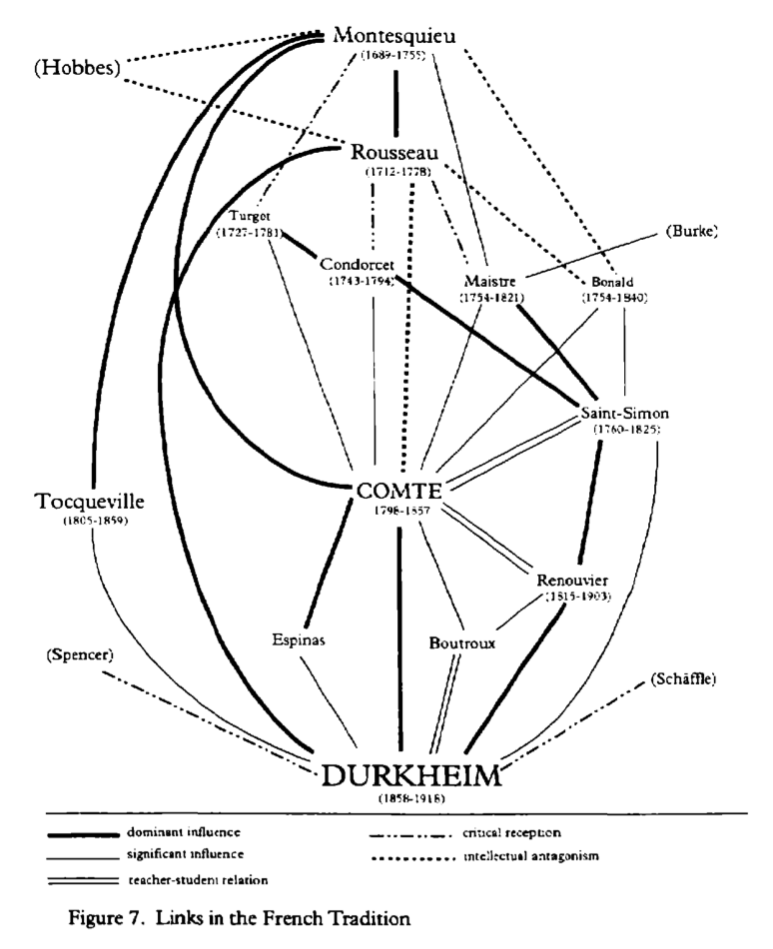 Montesquieu
(1689-1755)
(Hobbes)
Rousseau
(1712-1778)
Turgot
(1727-1781)
(Burke)
Condorcet
(1743-1794)
Maistre
(1754-1821)
Bonald
(1754-1840)
Saint-Simon
(1760-1825)
COMTE
1798-1857
Tocqueville
(1805-1859)
Renouvier
(1815-1903)
Espinas
Boutroux
(Spencer)
(Schäffle)
DURKHEIM
(1858-1918)
dominant influence
critical reception
significant influence
intellectual antagonism
teacher-student relation
Figure 7. Links in the French Tradition